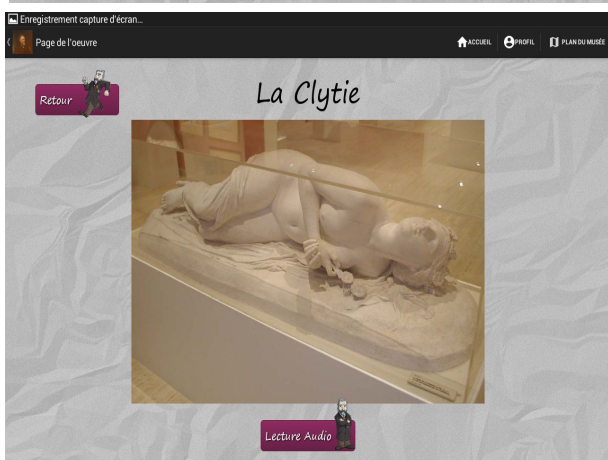 Enregistrement capture d'écran...
Page de l'oeuvre
ACCUEIL
PROFIL
PLAN DU MUSÉE
Retour
La Clytie
Lecture Audio